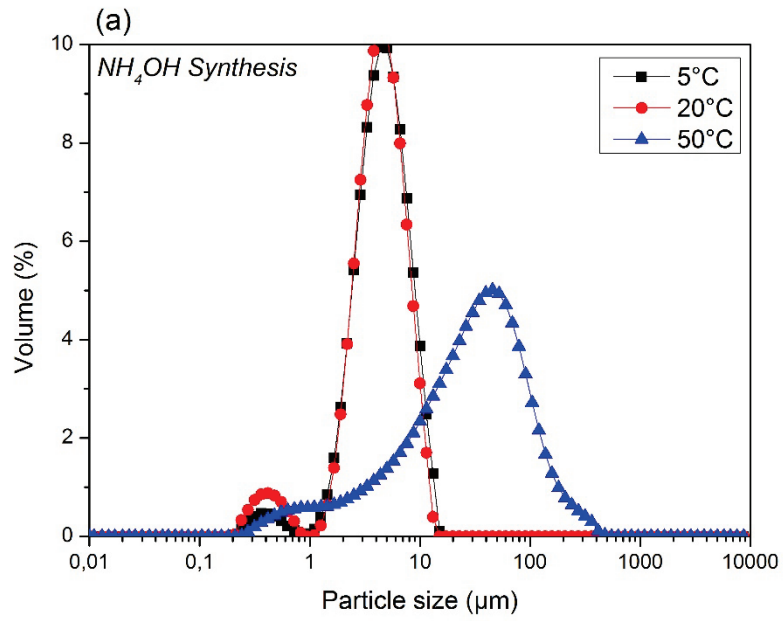 (a)
NH₄OH Synthesis
5°C
20°C
50°C
10
8
6
4
2
0
Volume (%)
0,01 0,1 1 10 100 1000 10000
Particle size (μm)